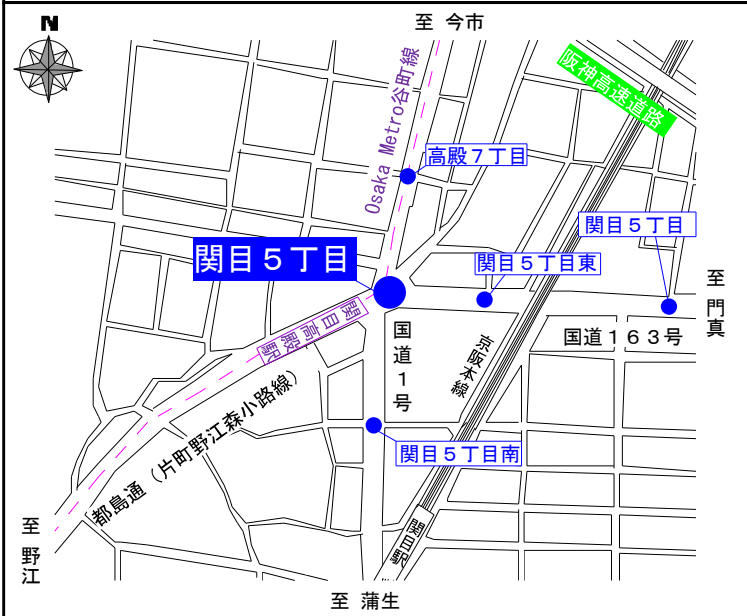 至 今市
N
阪神高速道路
Osaka Metro谷町線
高殿７丁目
関目５丁目
関目５丁目
関目５丁目東
至 門真
関目高殿駅
国道１号
国道１６３号
京阪本線
都島通（片町野江森小路線）
関目５丁目南
至 野江
関目駅
至 蒲生